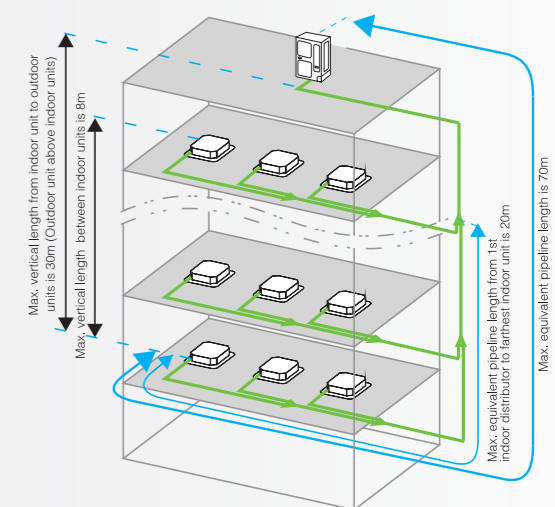 Max. vertical length from indoor unit to outdoor
units is 30m (Outdoor unit above indoor units)
Max. vertical length between indoor units is 8m
Max. equivalent pipeline length from 1st
indoor distributor to farthest indoor unit is 20m
Max. equivalent pipeline length is 70m